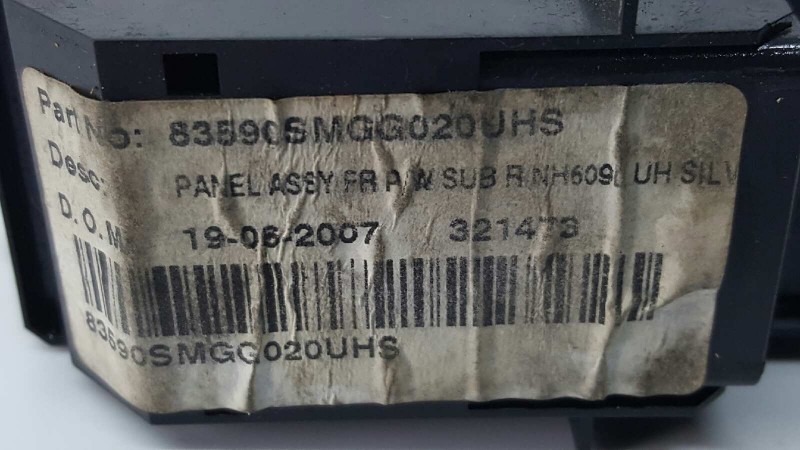 Part No: 83590SMGG020UHS
Desc: PANEL ASSY FR P/W SUB R NH609L UH SILV
D.O.M. 19-06-2007 321473
83590SMGG020UHS